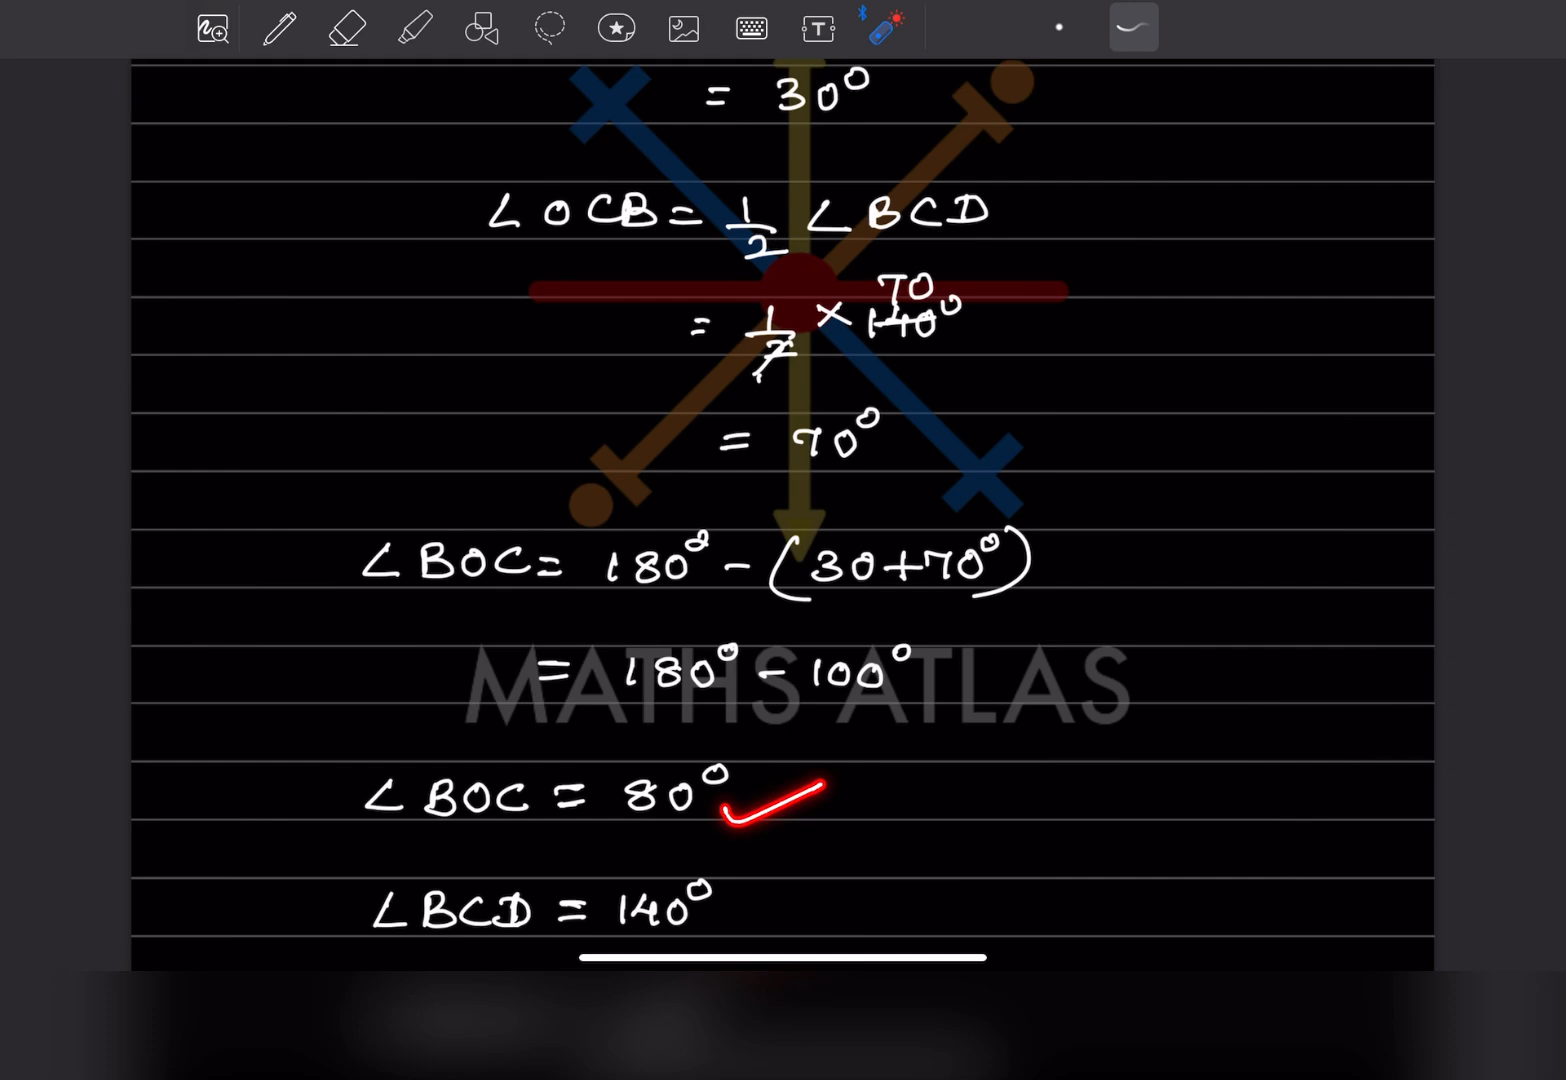 = 30°
∠OCB = 1/2 ∠BCD
= 1/2 × 140° 70
= 70°
∠BOC = 180° - (30+70°)
= 180° - 100°
MATHS ATLAS
∠BOC = 80°
∠BCD = 140°